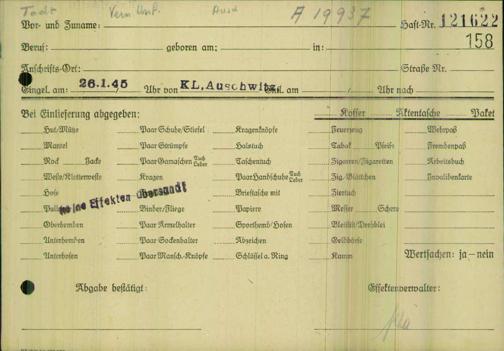 A 19937
Vor- und Zuname: Haft-Nr. 121622
158
Beruf: geboren am: in:
Anschrifts-Ort: Straße Nr.
Eingel. am: 26.1.45 Uhr von KL. Auschwitz Entl. am Uhr nach
Bei Einlieferung abgegeben: Koffer Aktentasche Paket
Hut/Mütze Paar Schuhe/Stiefel Kragenknöpfe Feuerzeug Wehrpaß
Mantel Paar Strümpfe Halstuch Tabak Pfeife Fremdenpaß
Rock Jacke Paar Gamaschen Tuch Leder Taschentuch Zigarren/Zigaretten Arbeitsbuch
Weste/Kletterweste Kragen Paar Handschuhe Tuch Leder Zig.-Blättchen Invalidenkarte
Hose Brieftasche mit Ziertuch
keine Effekten übersandt
Binder/Fliege Papiere Messer Schere
Oberhemden Paar Ärmelhalter Sporthemd/Hosen Bleistift/Drehblei
Unterhemden Paar Sockenhalter Abzeichen Geldbörse
Unterhosen Paar Mansch.-Knöpfe Schlüssel a. Ring Kamm Wertsachen: ja – nein
Abgabe bestätigt: Effektenverwalter: